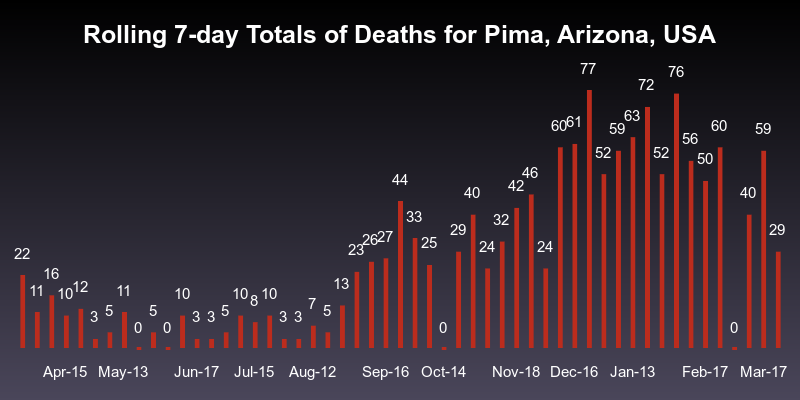 Rolling 7-day Totals of Deaths for Pima, Arizona, USA
22 11 16 10 12 3 5 11 0 5 0 10 3 3 5 10 8 10 3 3 7 5 13 23 26 27 44 33 25 0 29 40 24 32 42 46 24 60 61 77 52 59 63 72 52 76 56 50 60 0 40 59 29
Apr-15 May-13 Jun-17 Jul-15 Aug-12 Sep-16 Oct-14 Nov-18 Dec-16 Jan-13 Feb-17 Mar-17